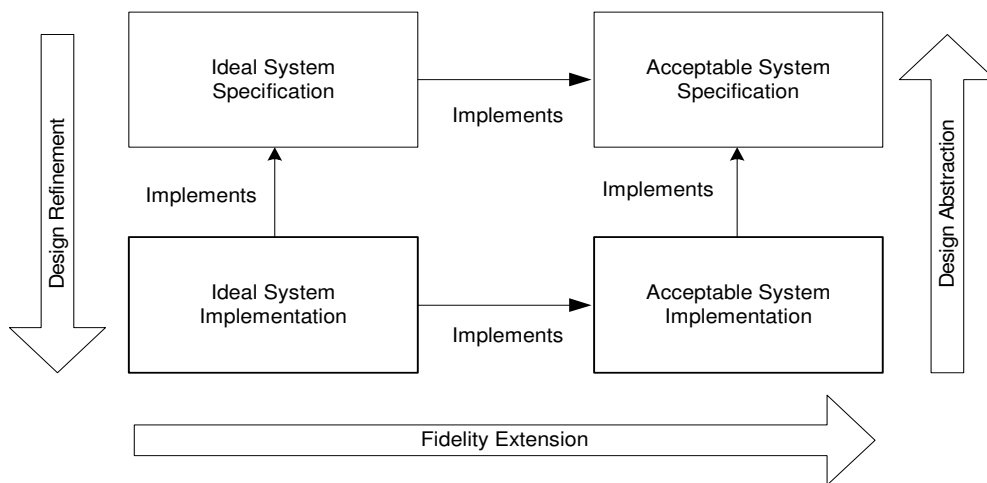 Ideal System
Specification
Acceptable System
Specification
Implements
Design Refinement
Design Abstraction
Implements
Implements
Ideal System
Implementation
Acceptable System
Implementation
Implements
Fidelity Extension